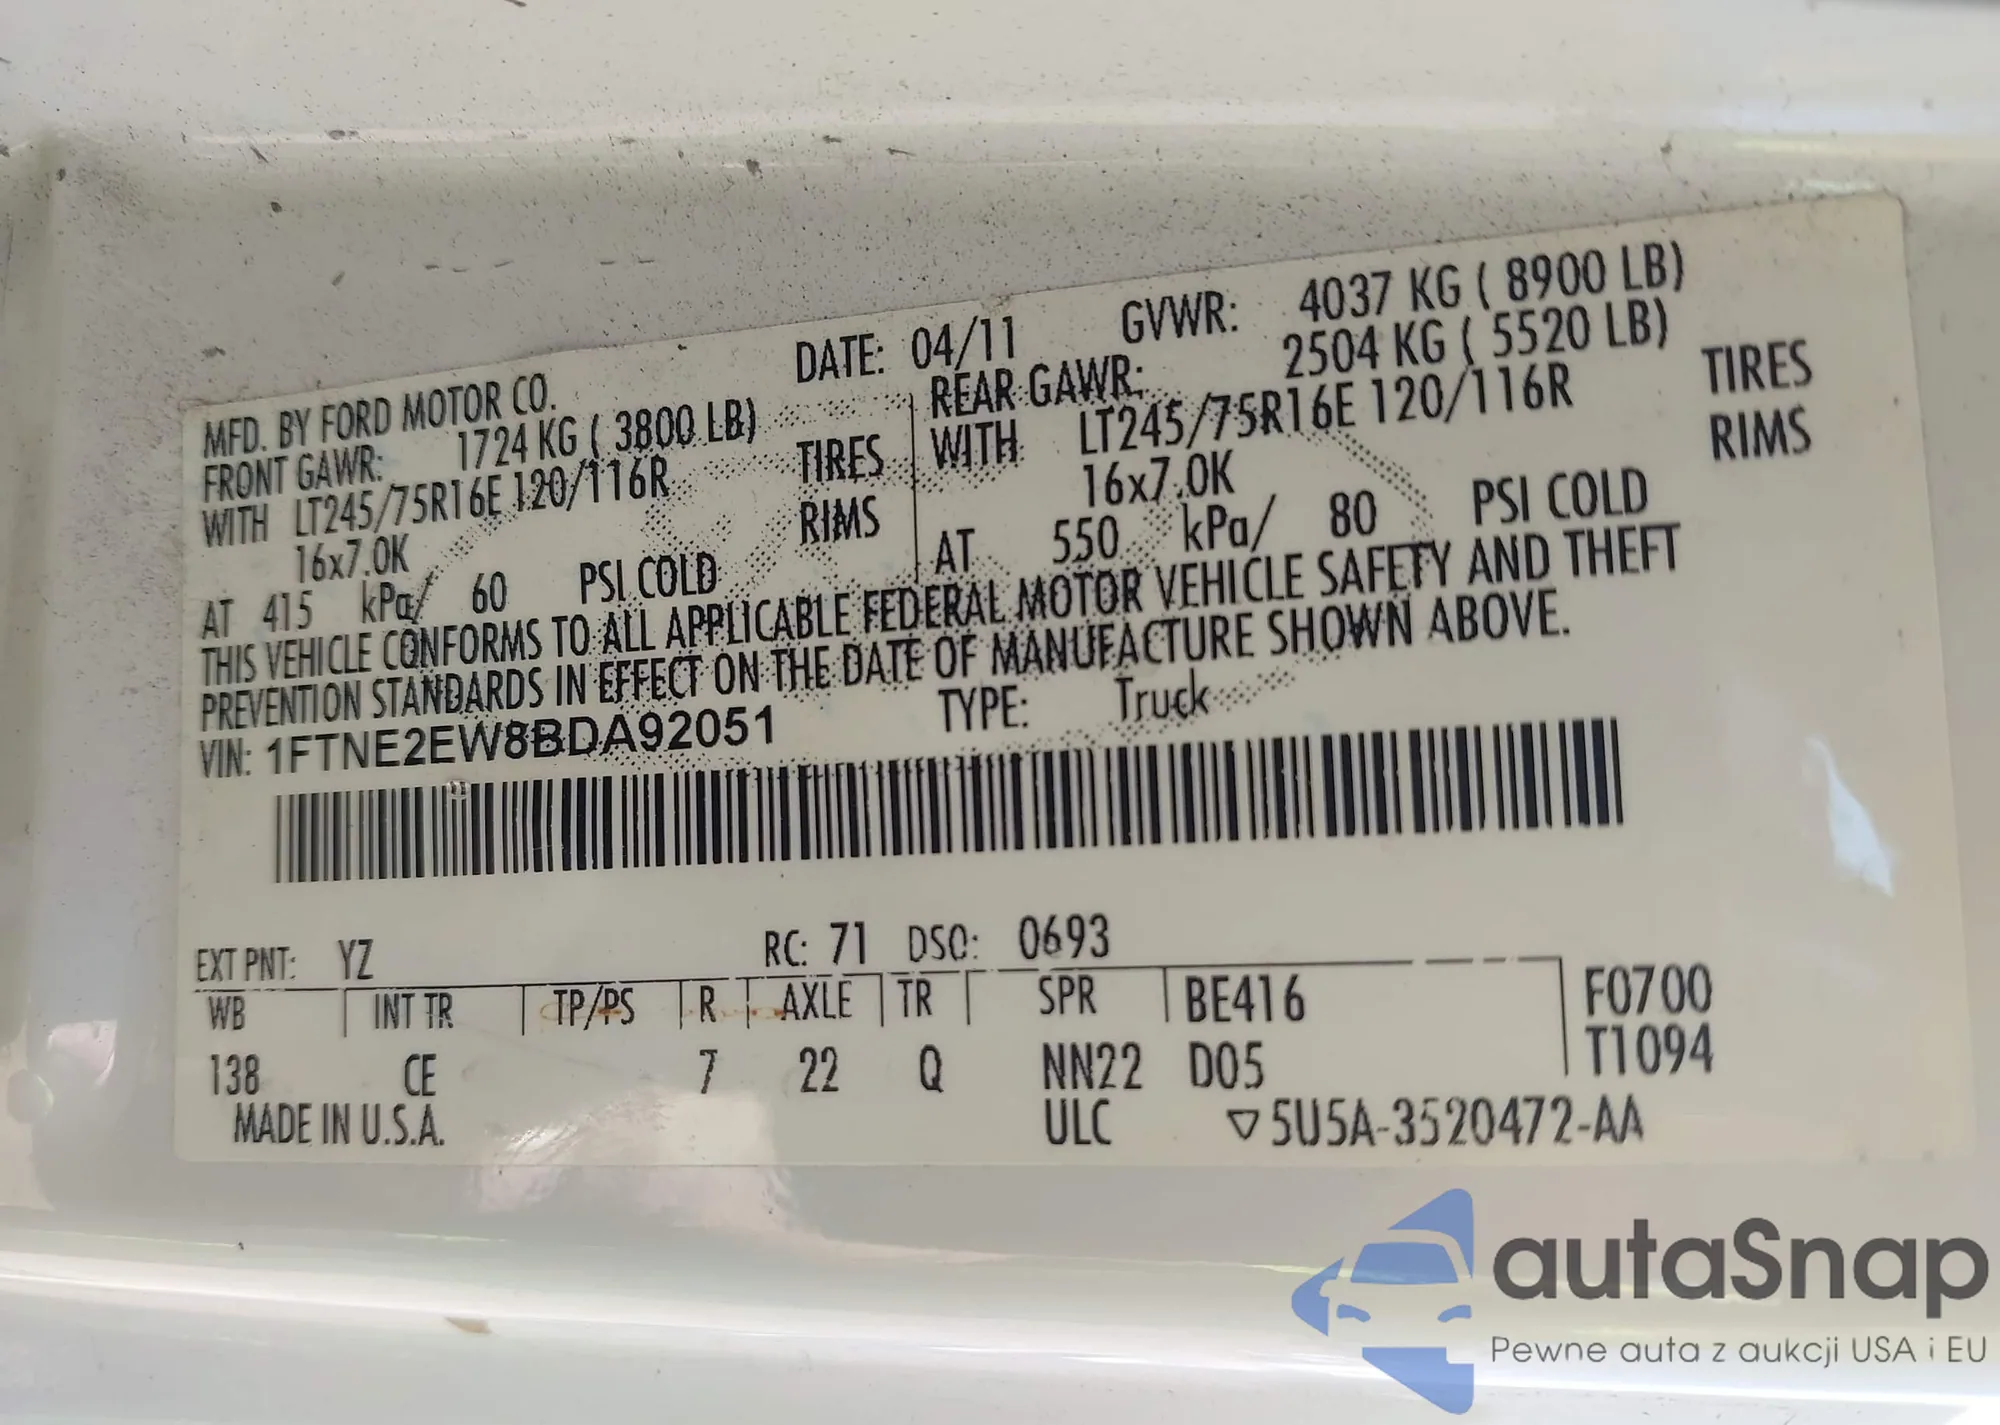 MFD. BY FORD MOTOR CO. DATE: 04/11 GVWR: 4037 KG ( 8900 LB)
FRONT GAWR: 1724 KG ( 3800 LB) REAR GAWR: 2504 KG ( 5520 LB)
WITH LT245/75R16E 120/116R TIRES WITH LT245/75R16E 120/116R TIRES
16x7.0K RIMS 16x7.0K RIMS
AT 415 kPa/ 60 PSI COLD AT 550 kPa/ 80 PSI COLD
THIS VEHICLE CONFORMS TO ALL APPLICABLE FEDERAL MOTOR VEHICLE SAFETY AND THEFT
PREVENTION STANDARDS IN EFFECT ON THE DATE OF MANUFACTURE SHOWN ABOVE.
VIN: 1FTNE2EW8BDA92051 TYPE: Truck
EXT PNT: YZ RC: 71 DSO: 0693
WB INT TR TP/PS R AXLE TR SPR BE416 F0700
138 CE 7 22 Q NN22 D05 T1094
MADE IN U.S.A. ULC ▽5U5A-3520472-AA
autaSnap
Pewne auta z aukcji USA i EU